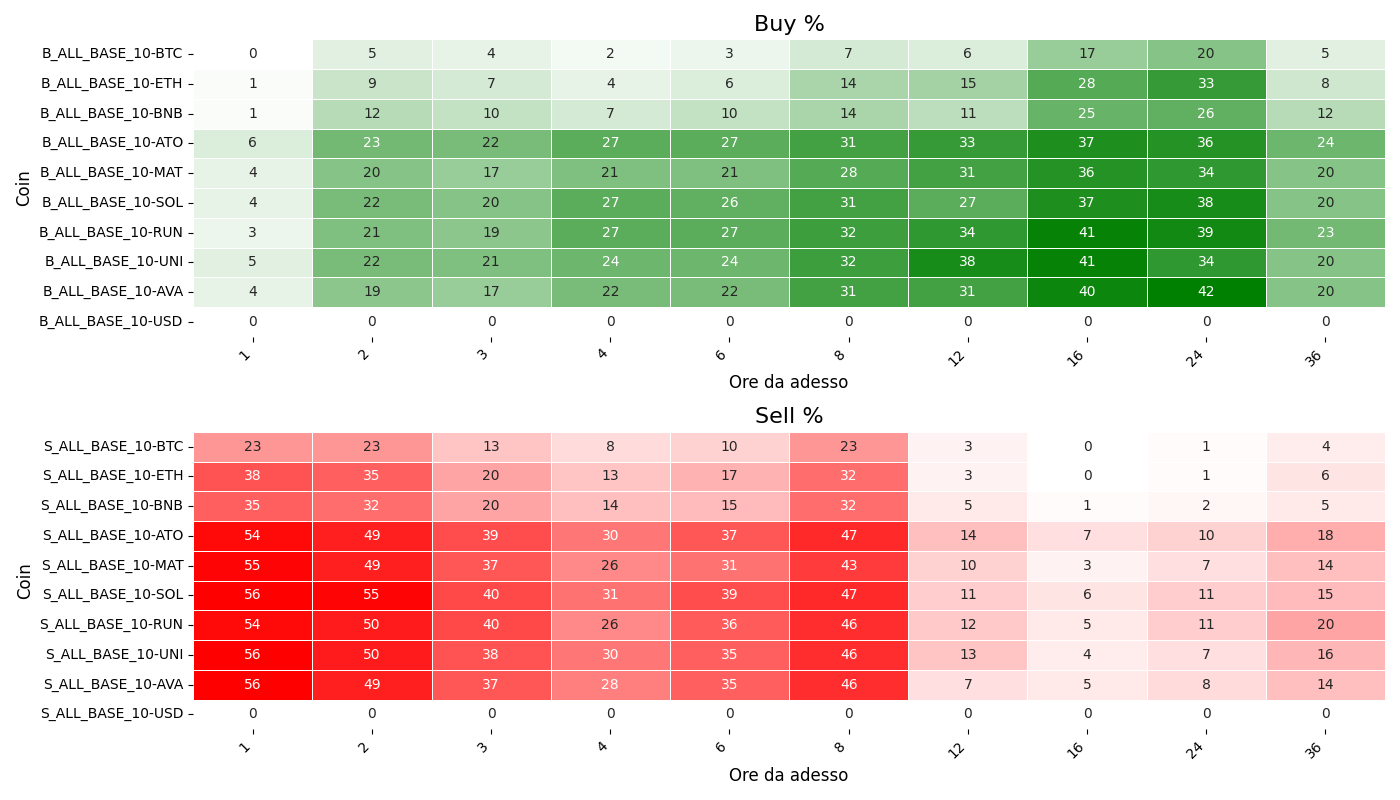 Buy %
Coin
B_ALL_BASE_10-BTC 0 5 4 2 3 7 6 17 20 5
B_ALL_BASE_10-ETH 1 9 7 4 6 14 15 28 33 8
B_ALL_BASE_10-BNB 1 12 10 7 10 14 11 25 26 12
B_ALL_BASE_10-ATO 6 23 22 27 27 31 33 37 36 24
B_ALL_BASE_10-MAT 4 20 17 21 21 28 31 36 34 20
B_ALL_BASE_10-SOL 4 22 20 27 26 31 27 37 38 20
B_ALL_BASE_10-RUN 3 21 19 27 27 32 34 41 39 23
B_ALL_BASE_10-UNI 5 22 21 24 24 32 38 41 34 20
B_ALL_BASE_10-AVA 4 19 17 22 22 31 31 40 42 20
B_ALL_BASE_10-USD 0 0 0 0 0 0 0 0 0 0
1 2 3 4 6 8 12 16 24 36
Ore da adesso
Sell %
Coin
S_ALL_BASE_10-BTC 23 23 13 8 10 23 3 0 1 4
S_ALL_BASE_10-ETH 38 35 20 13 17 32 3 0 1 6
S_ALL_BASE_10-BNB 35 32 20 14 15 32 5 1 2 5
S_ALL_BASE_10-ATO 54 49 39 30 37 47 14 7 10 18
S_ALL_BASE_10-MAT 55 49 37 26 31 43 10 3 7 14
S_ALL_BASE_10-SOL 56 55 40 31 39 47 11 6 11 15
S_ALL_BASE_10-RUN 54 50 40 26 36 46 12 5 11 20
S_ALL_BASE_10-UNI 56 50 38 30 35 46 13 4 7 16
S_ALL_BASE_10-AVA 56 49 37 28 35 46 7 5 8 14
S_ALL_BASE_10-USD 0 0 0 0 0 0 0 0 0 0
1 2 3 4 6 8 12 16 24 36
Ore da adesso